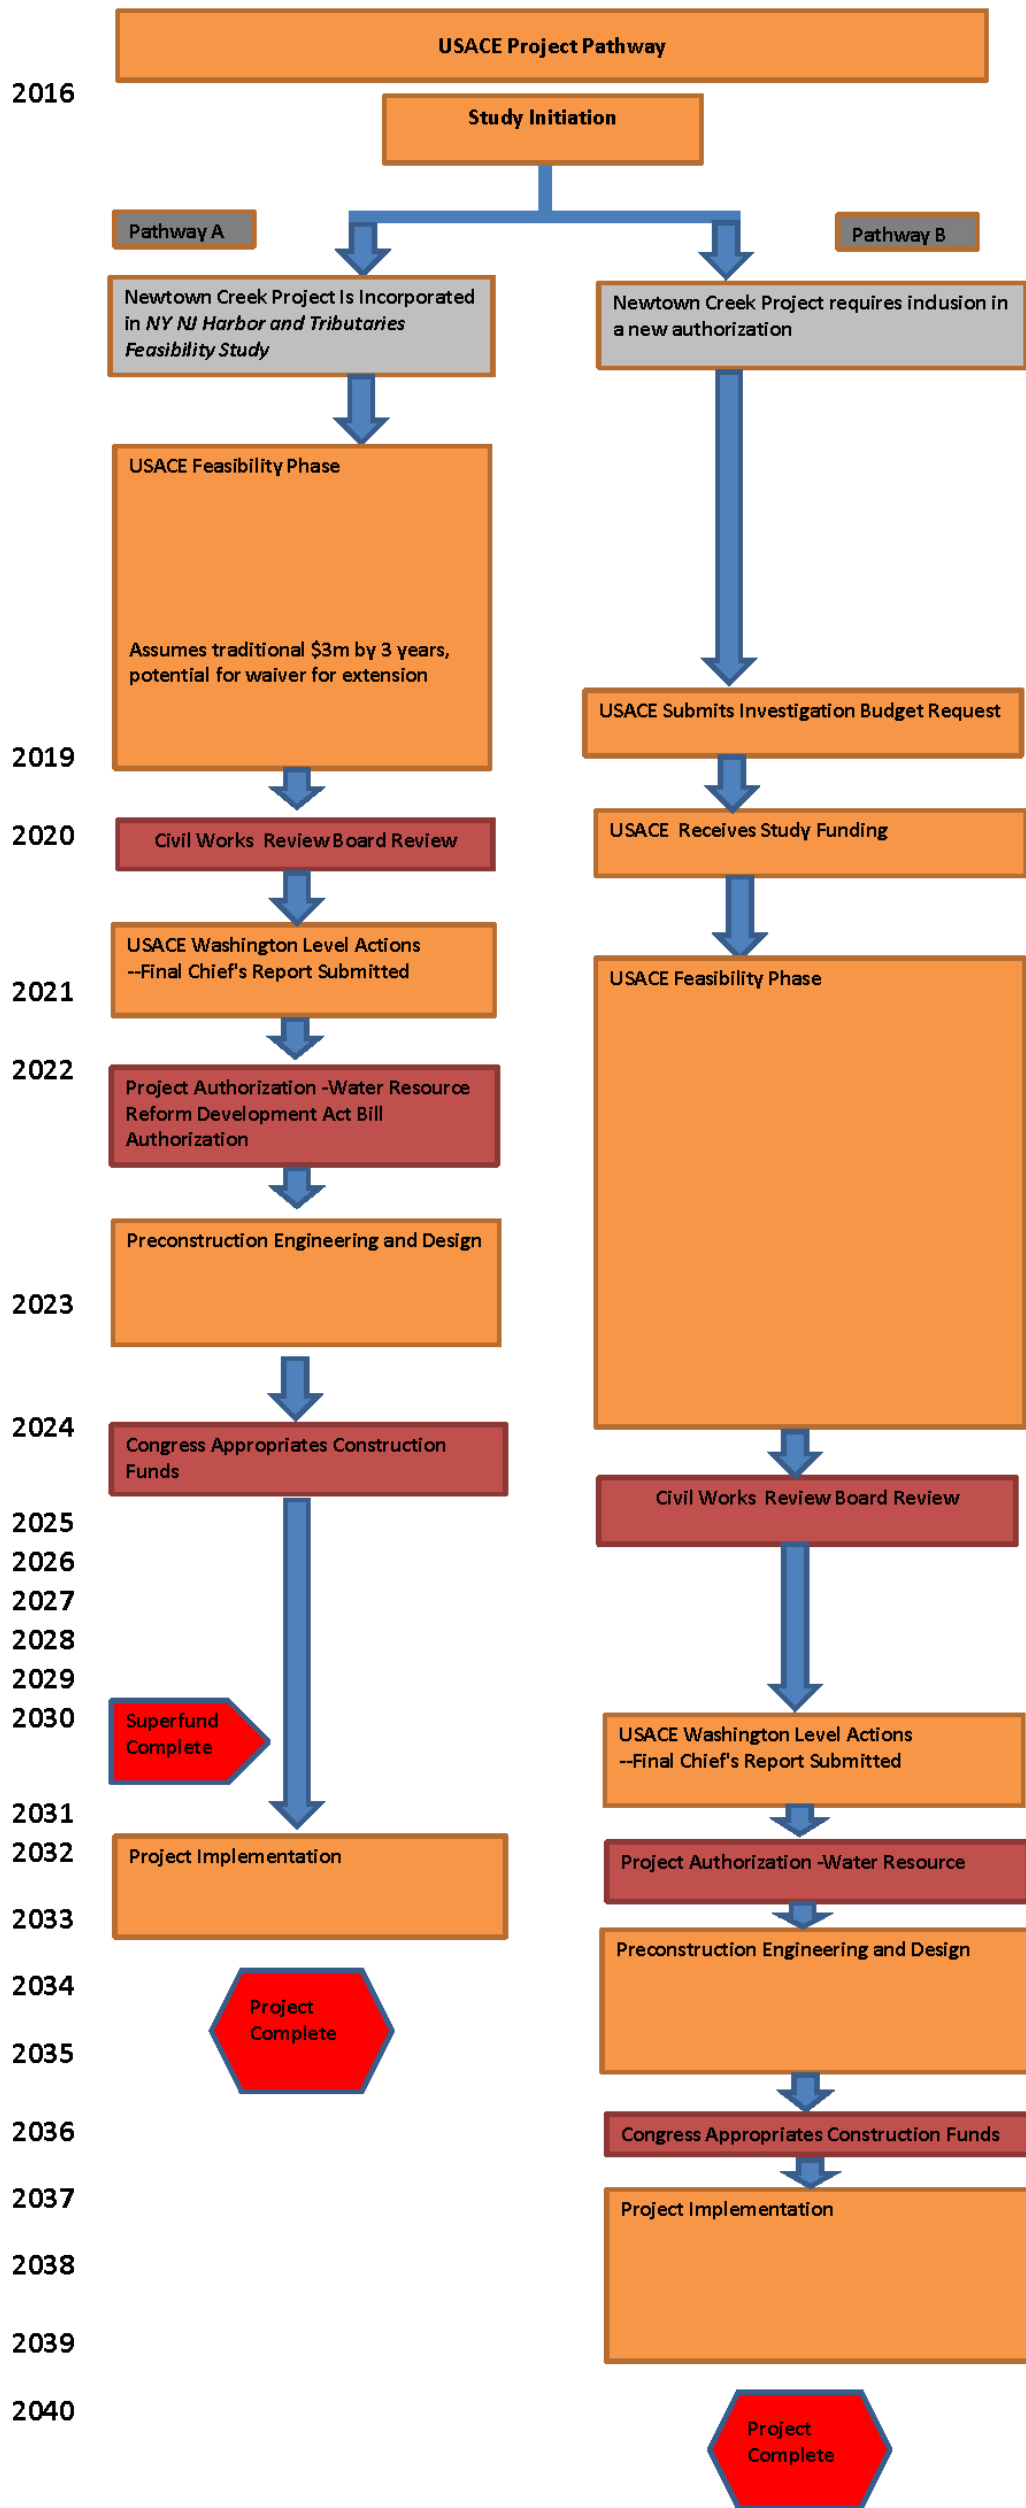 USACE Project Pathway
2016
Study Initiation
Pathway A
Pathway B
Newtown Creek Project Is Incorporated
in NY NJ Harbor and Tributaries
Feasibility Study
Newtown Creek Project requires inclusion in
a new authorization
USACE Feasibility Phase
Assumes traditional $3m by 3 years,
potential for waiver for extension
USACE Submits Investigation Budget Request
2019
USACE Receives Study Funding
2020
Civil Works Review Board Review
USACE Washington Level Actions
--Final Chief's Report Submitted
USACE Feasibility Phase
2021
2022
Project Authorization -Water Resource
Reform Development Act Bill
Authorization
Preconstruction Engineering and Design
2023
2024
Congress Appropriates Construction
Funds
Civil Works Review Board Review
2025
2026
2027
2028
2029
2030
Superfund
Complete
USACE Washington Level Actions
--Final Chief's Report Submitted
2031
2032
Project Implementation
Project Authorization -Water Resource
2033
Preconstruction Engineering and Design
2034
Project
Complete
2035
2036
Congress Appropriates Construction Funds
2037
Project Implementation
2038
2039
2040
Project
Complete